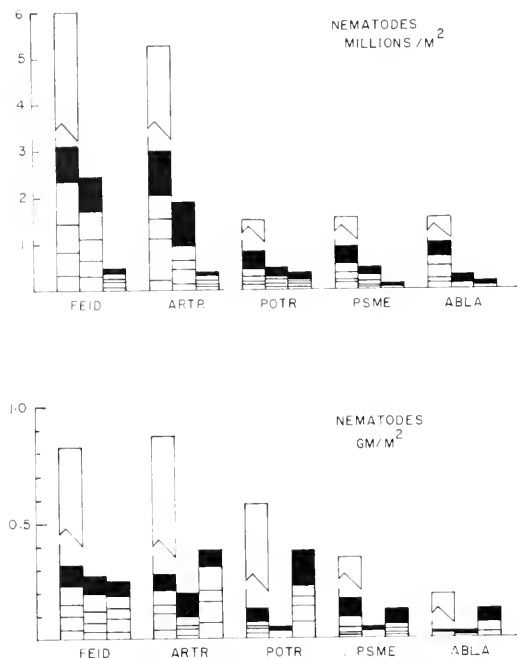 NEMATODES
MILLIONS/M²
6
5
4
3
2
1
FEID ARTR POTR PSME ABLA
NEMATODES
GM/M²
1.0
0.5
FEID ARTR POTR PSME ABLA